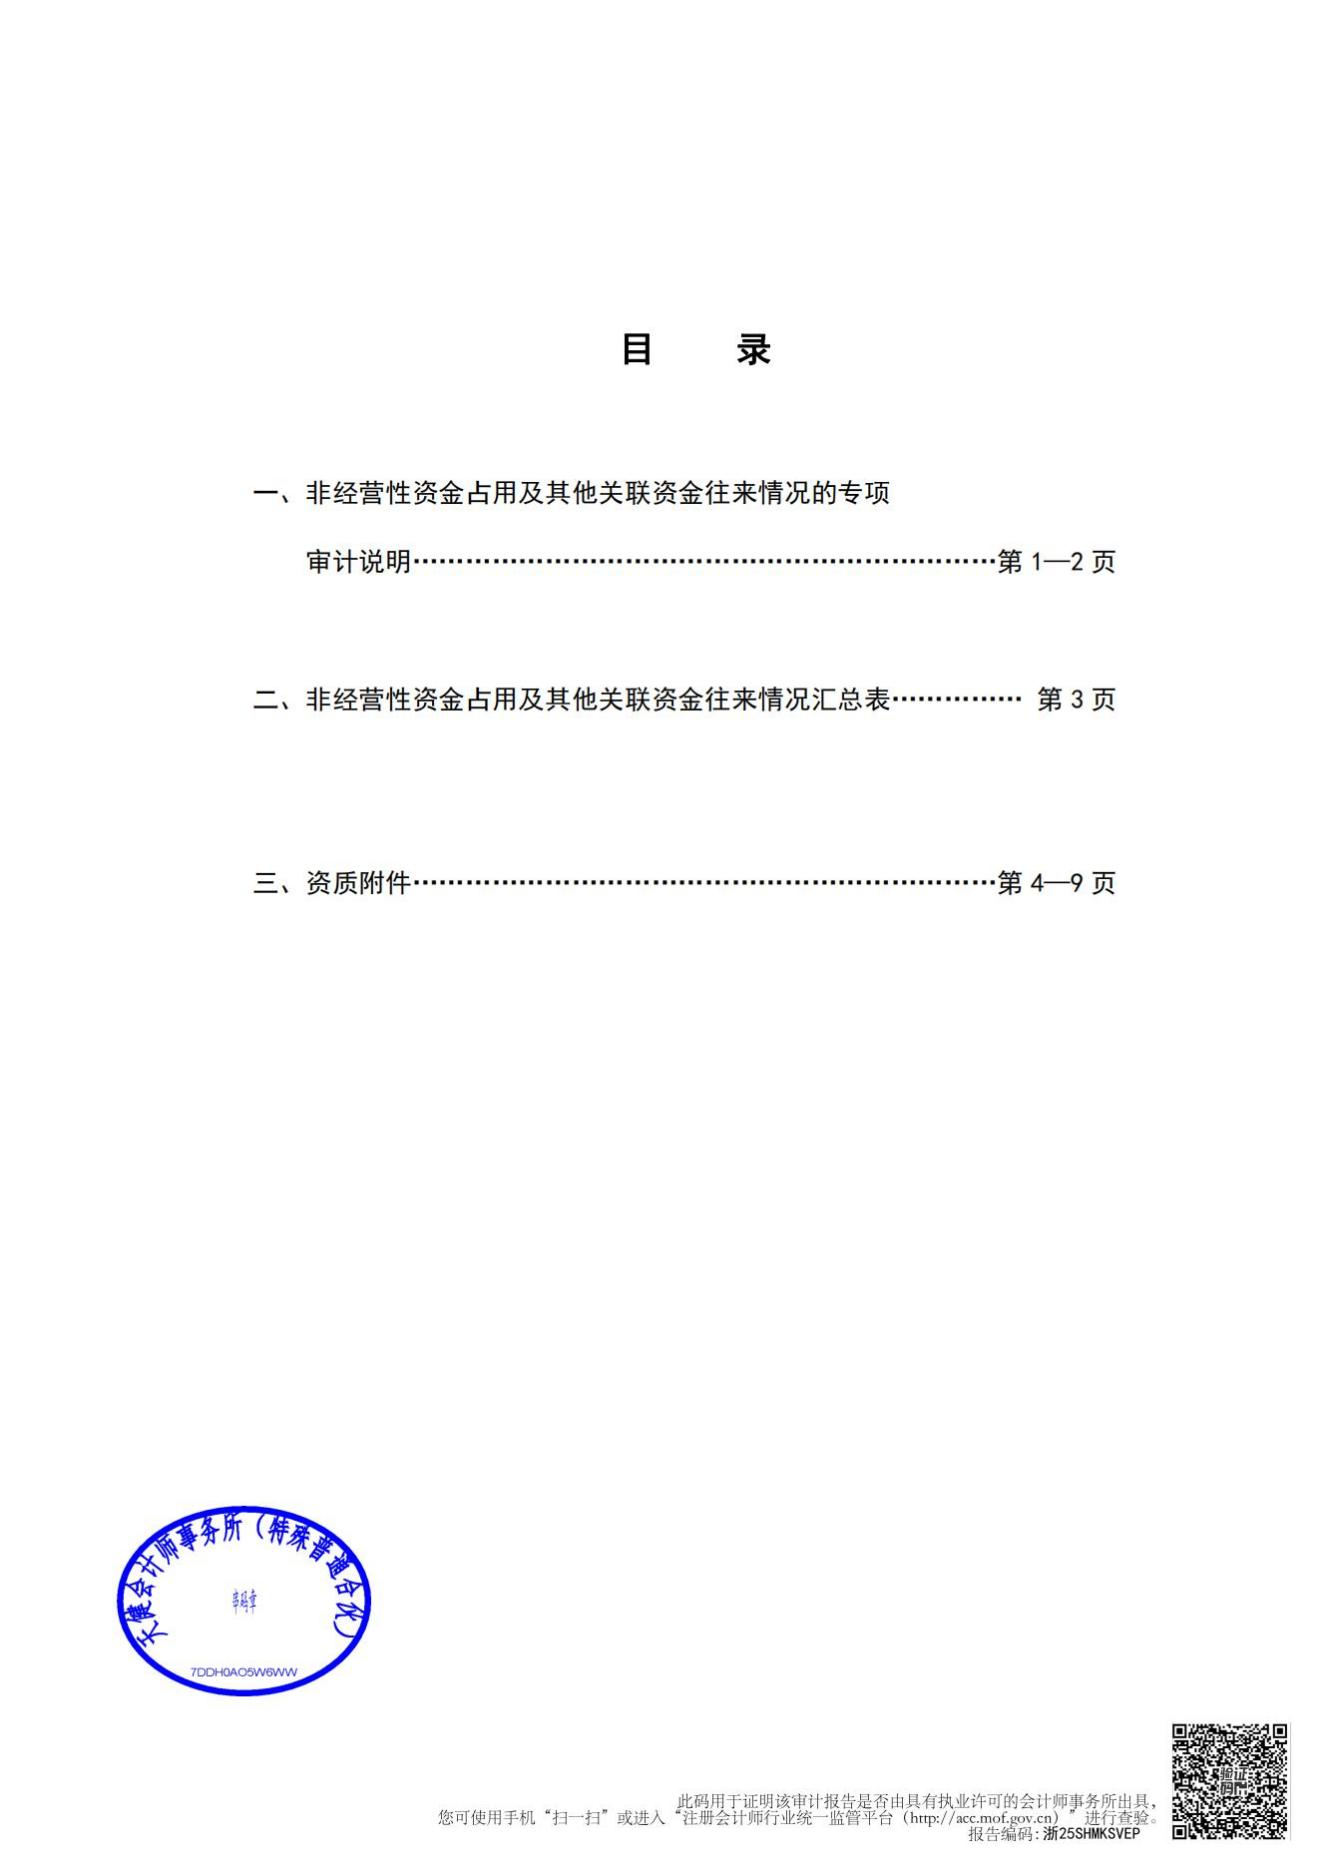 目 录
一、非经营性资金占用及其他关联资金往来情况的专项
审计说明…………………………………………………………第 1—2 页
二、非经营性资金占用及其他关联资金往来情况汇总表…………… 第 3 页
三、资质附件…………………………………………………………第 4—9 页
天健会计师事务所（特殊普通合伙）
串码章
7DDH0AO5W6WW
验证码
此码用于证明该审计报告是否由具有执业许可的会计师事务所出具，
您可使用手机“扫一扫”或进入“注册会计师行业统一监管平台（http://acc.mof.gov.cn）”进行查验。
报告编码:浙25SHMKSVEP